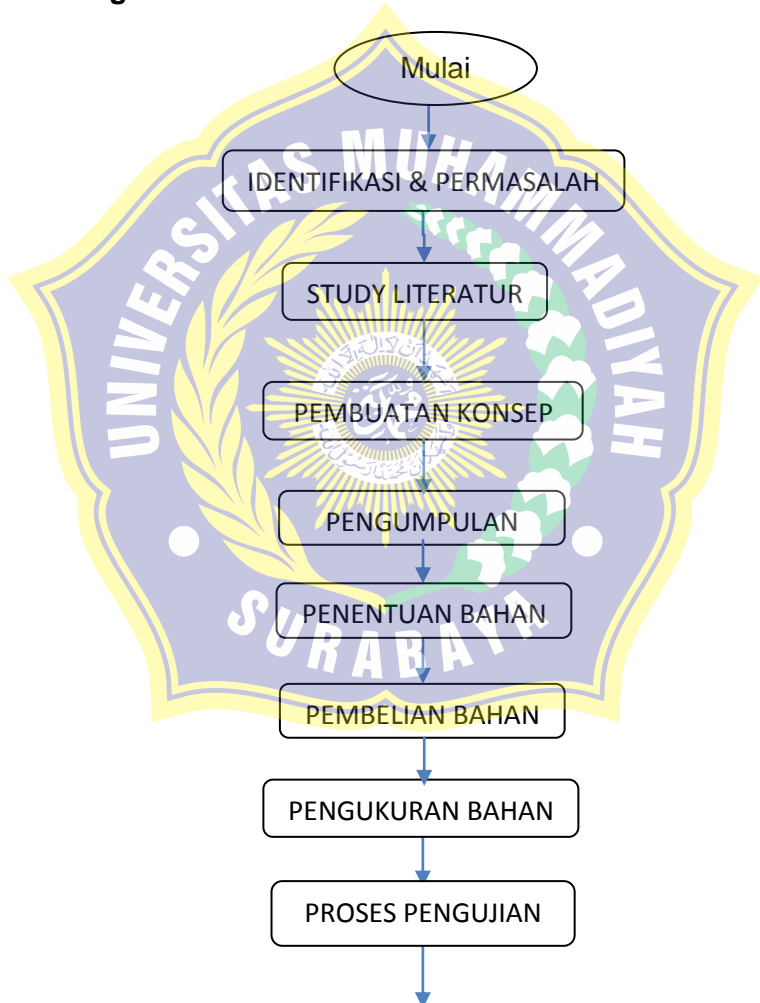 Mulai
IDENTIFIKASI & PERMASALAH
STUDY LITERATUR
PEMBUATAN KONSEP
PENGUMPULAN
PENENTUAN BAHAN
PEMBELIAN BAHAN
PENGUKURAN BAHAN
PROSES PENGUJIAN
UNIVERSITAS MUHAMMADIYAH
SURABAYA